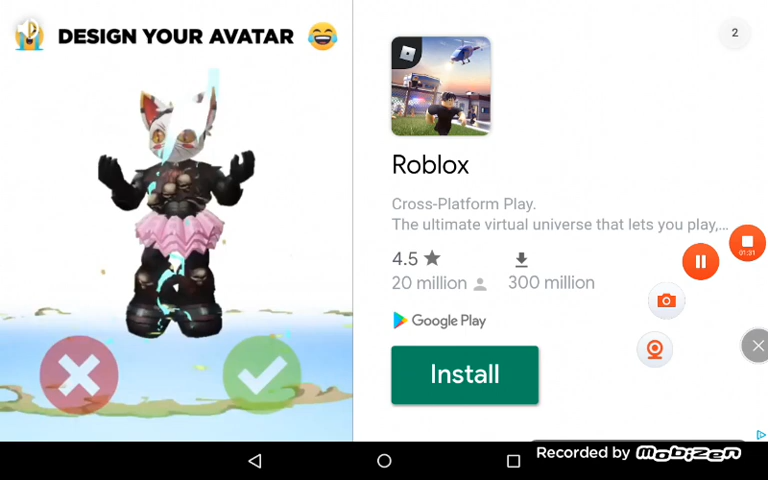 DESIGN YOUR AVATAR
2
Roblox
Cross-Platform Play.
The ultimate virtual universe that lets you play,...
4.5
20 million
300 million
01:31
Google Play
Install
Recorded by MOBIZEN